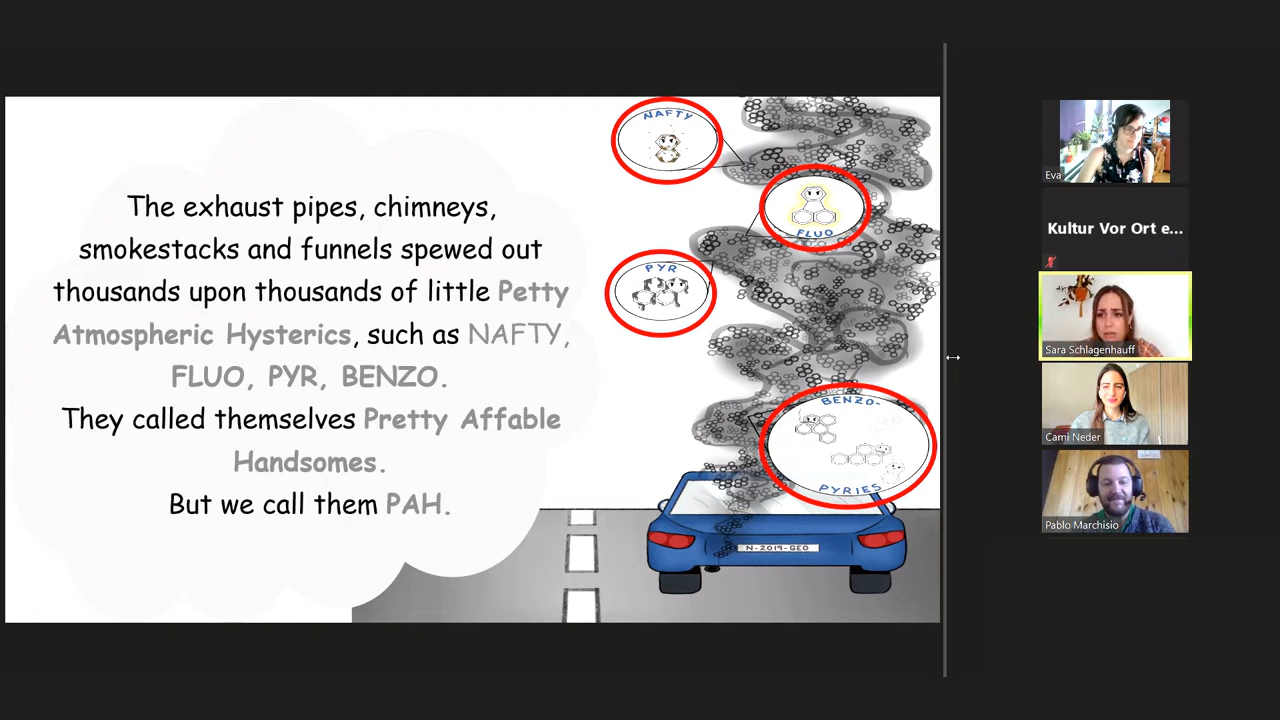 The exhaust pipes, chimneys,
smokestacks and funnels spewed out
thousands upon thousands of little Petty
Atmospheric Hysterics, such as NAFTY,
FLUO, PYR, BENZO.
They called themselves Pretty Affable
Handsomes.
But we call them PAH.
NAFTY
FLUO
PYR
BENZO-
PYRIES
N-2019-GEO
Eva
Kultur Vor Ort e...
Sara Schlagenhauff
Cami Neder
Pablo Marchisio